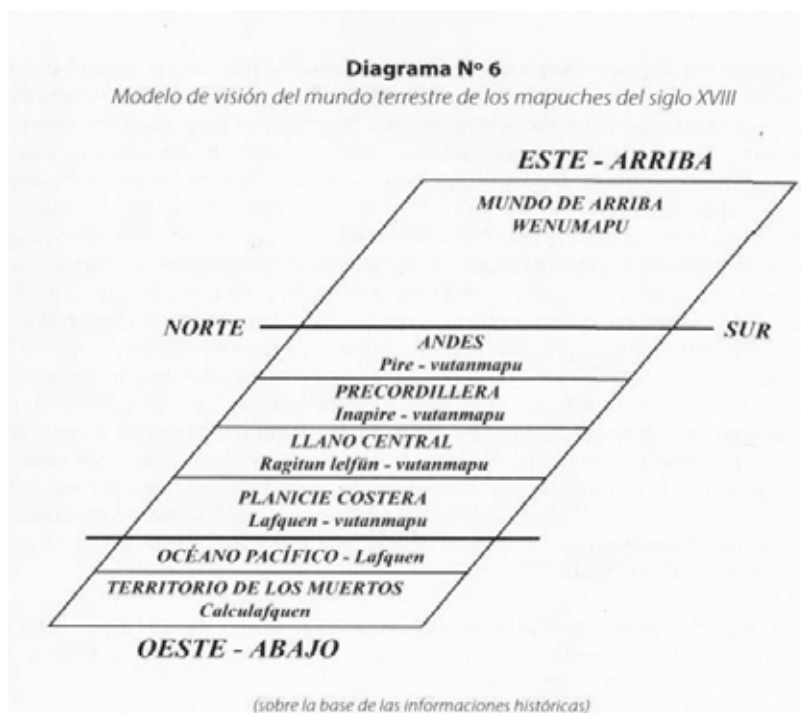 Diagrama Nº 6
Modelo de visión del mundo terrestre de los mapuches del siglo XVIII
ESTE - ARRIBA
MUNDO DE ARRIBA
WENUMAPU
NORTE
SUR
ANDES
Pire - vutanmapu
PRECORDILLERA
Inapire - vutanmapu
LLANO CENTRAL
Ragitun lelfün - vutanmapu
PLANICIE COSTERA
Lafquen - vutanmapu
OCÉANO PACÍFICO - Lafquen
TERRITORIO DE LOS MUERTOS
Calculafquen
OESTE - ABAJO
(sobre la base de las informaciones históricas)